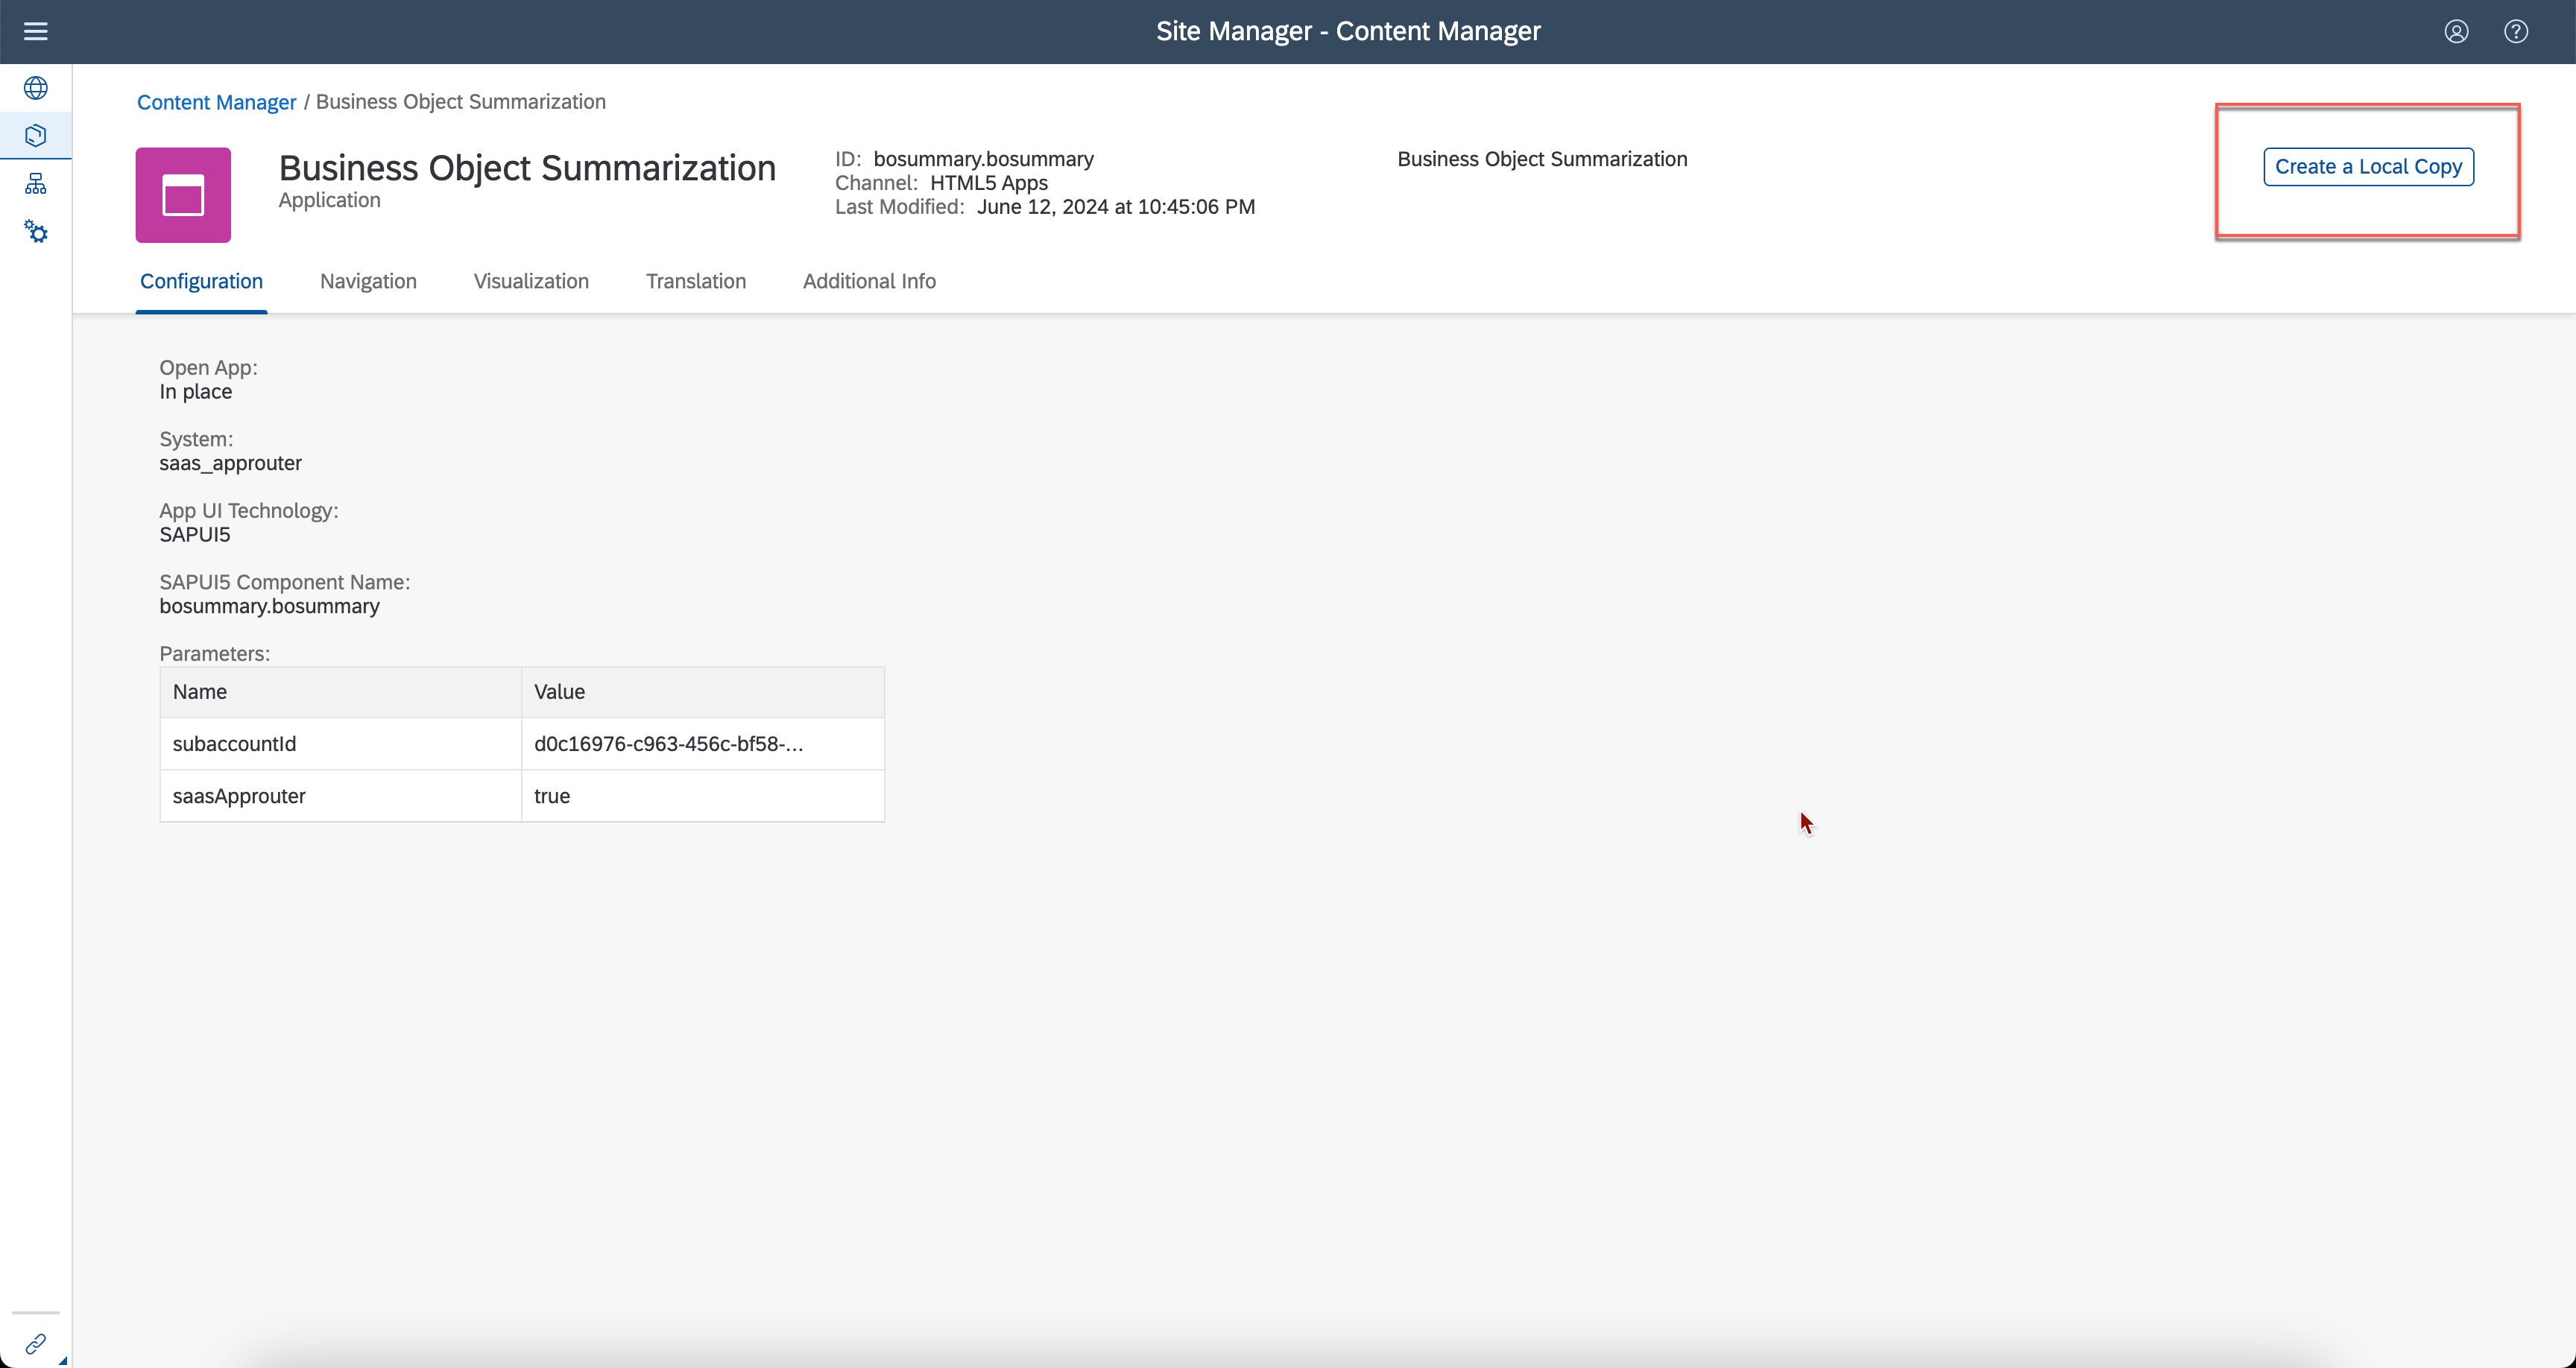 Site Manager - Content Manager
Content Manager / Business Object Summarization
Business Object Summarization
Application
ID: bosummary.bosummary
Channel: HTML5 Apps
Last Modified: June 12, 2024 at 10:45:06 PM
Business Object Summarization
Create a Local Copy
Configuration Navigation Visualization Translation Additional Info
Open App:
In place
System:
saas_approuter
App UI Technology:
SAPUI5
SAPUI5 Component Name:
bosummary.bosummary
Parameters:
Name Value
subaccountId d0c16976-c963-456c-bf58-...
saasApprouter true